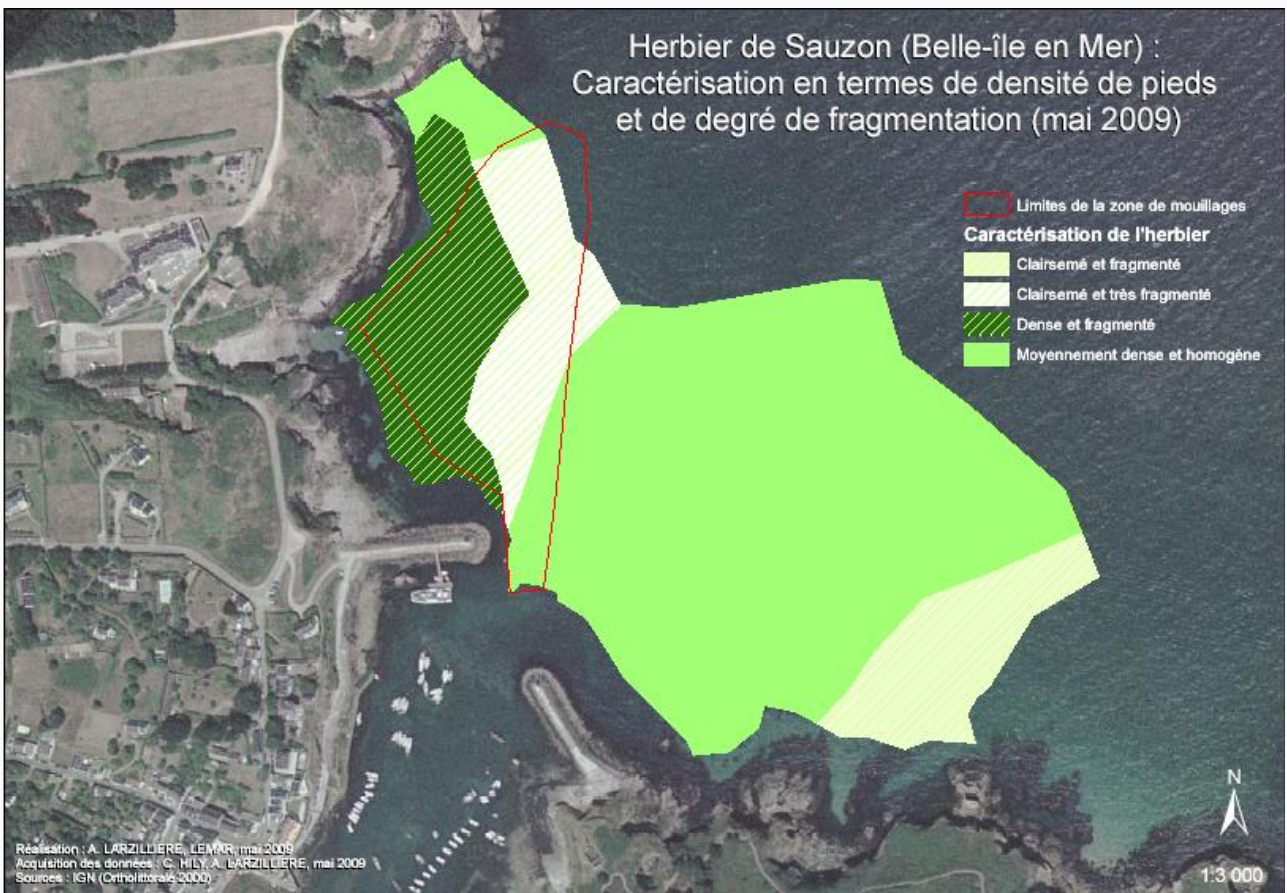 Herbier de Sauzon (Belle-île en Mer) :
Caractérisation en termes de densité de pieds
et de degré de fragmentation (mai 2009)
Limites de la zone de mouillages
Caractérisation de l'herbier
Clairsemé et fragmenté
Clairsemé et très fragmenté
Dense et fragmenté
Moyennement dense et homogène
N
1:3 000
Réalisation : A. LARZILLIERE, LEMAR, mai 2009
Acquisition des données : C. HILY, A. LARZILLIERE, mai 2009
Sources : IGN (Ortholittorale 2000)